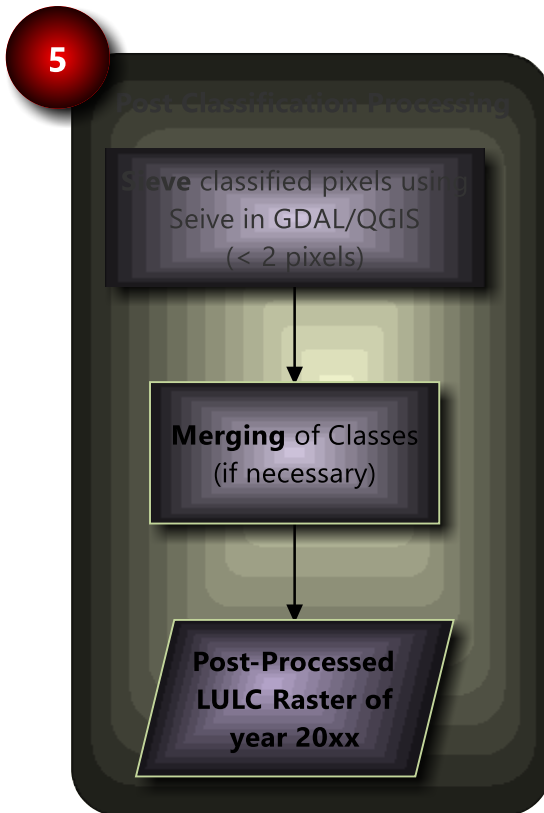 5
Post Classification Processing
Sieve classified pixels using
Seive in GDAL/QGIS
(< 2 pixels)
Merging of Classes
(if necessary)
Post-Processed
LULC Raster of
year 20xx